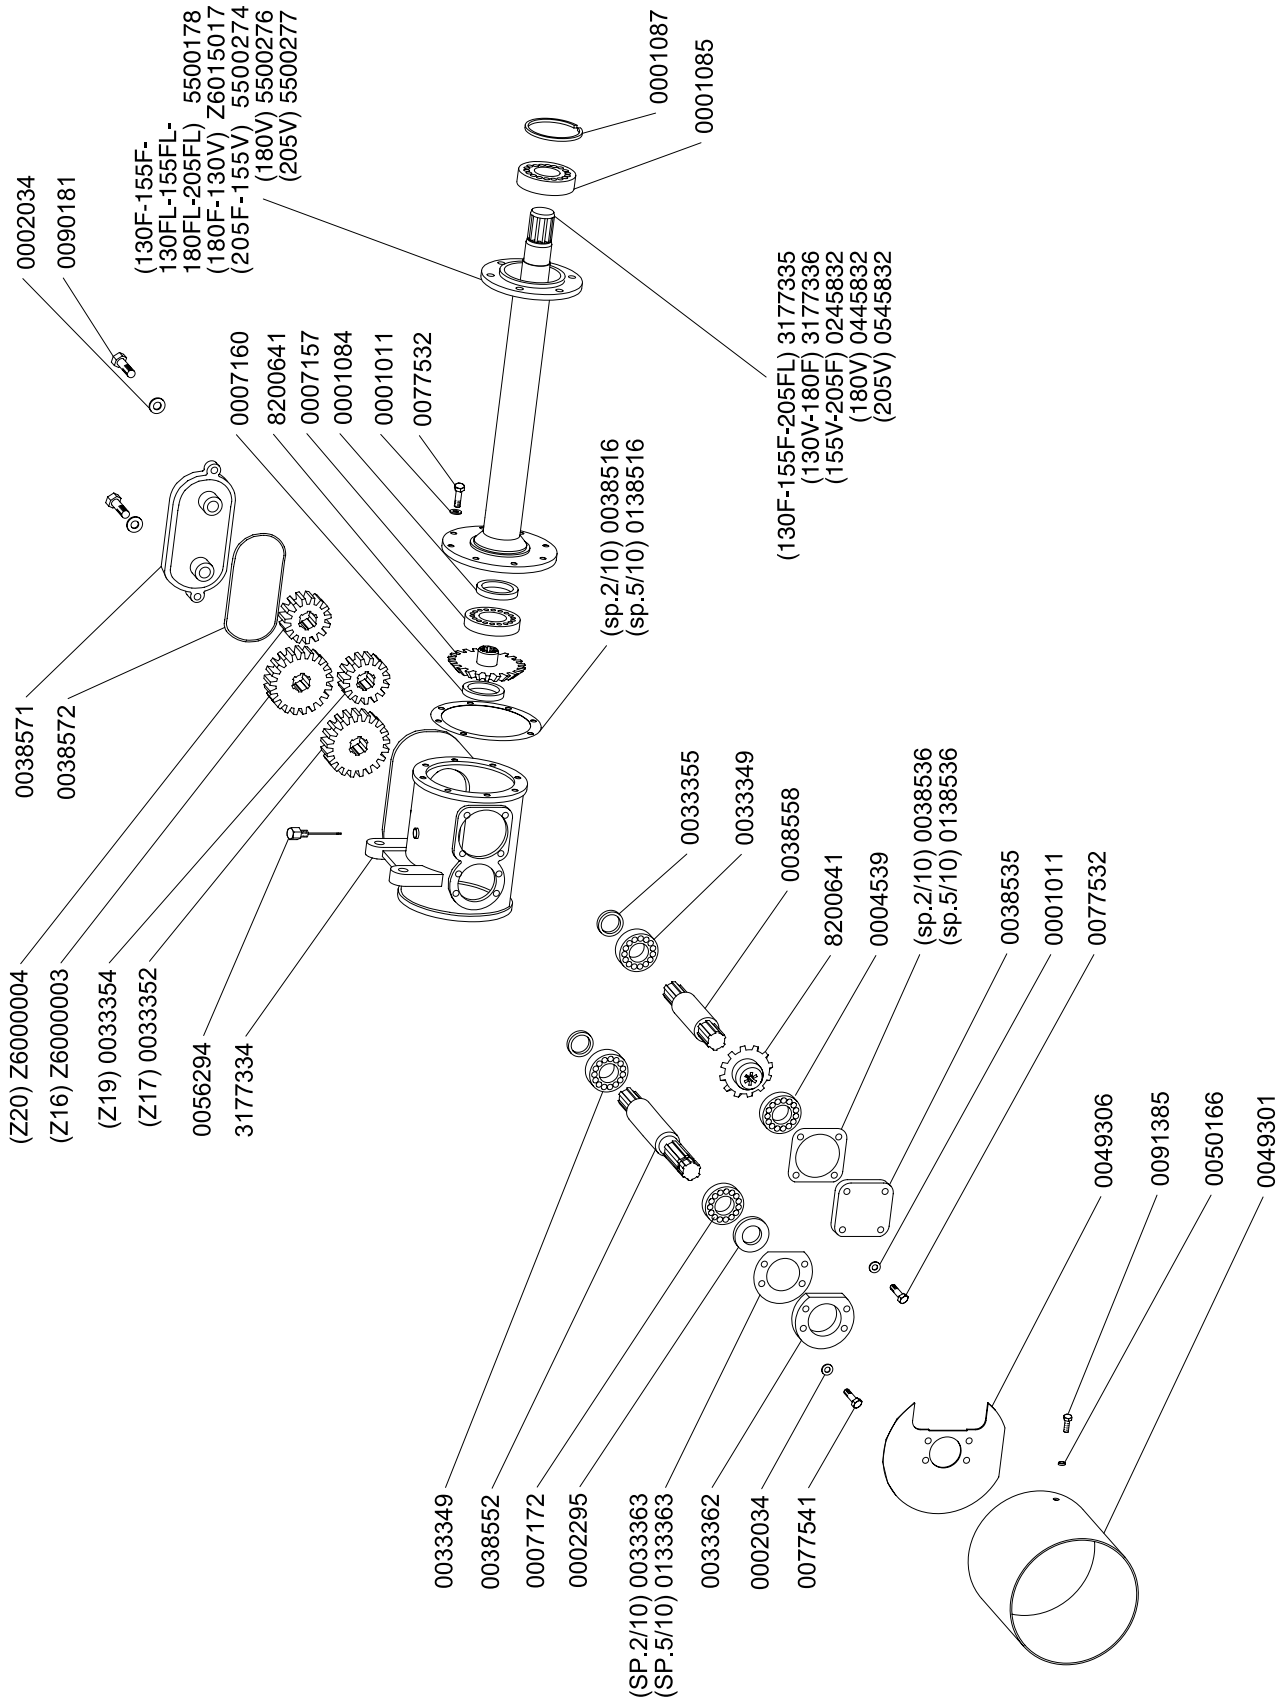 0002034
0090181
(130F-155F-
130FL-155FL-
180FL-205FL) 5500178
(180F-130V) Z6015017
(205F-155V) 5500274
(180V) 5500276
(205V) 5500277
0001087
0001085
0038571
0038572
0007160
8200641
0007157
0001084
0001011
0077532
(sp.2/10) 0038516
(sp.5/10) 0138516
(130F-155F-205FL) 3177335
(130V-180F) 3177336
(155V-205F) 0245832
(180V) 0445832
(205V) 0545832
(Z20) Z6000004
(Z16) Z6000003
(Z19) 0033354
(Z17) 0033352
0056294
3177334
0033355
0033349
0038558
8200641
0004539
(sp.2/10) 0038536
(sp.5/10) 0138536
0038535
0001011
0077532
0033349
0038552
0007172
0002295
(SP.2/10) 0033363
(SP.5/10) 0133363
0033362
0002034
0077541
0049306
0091385
0050166
0049301